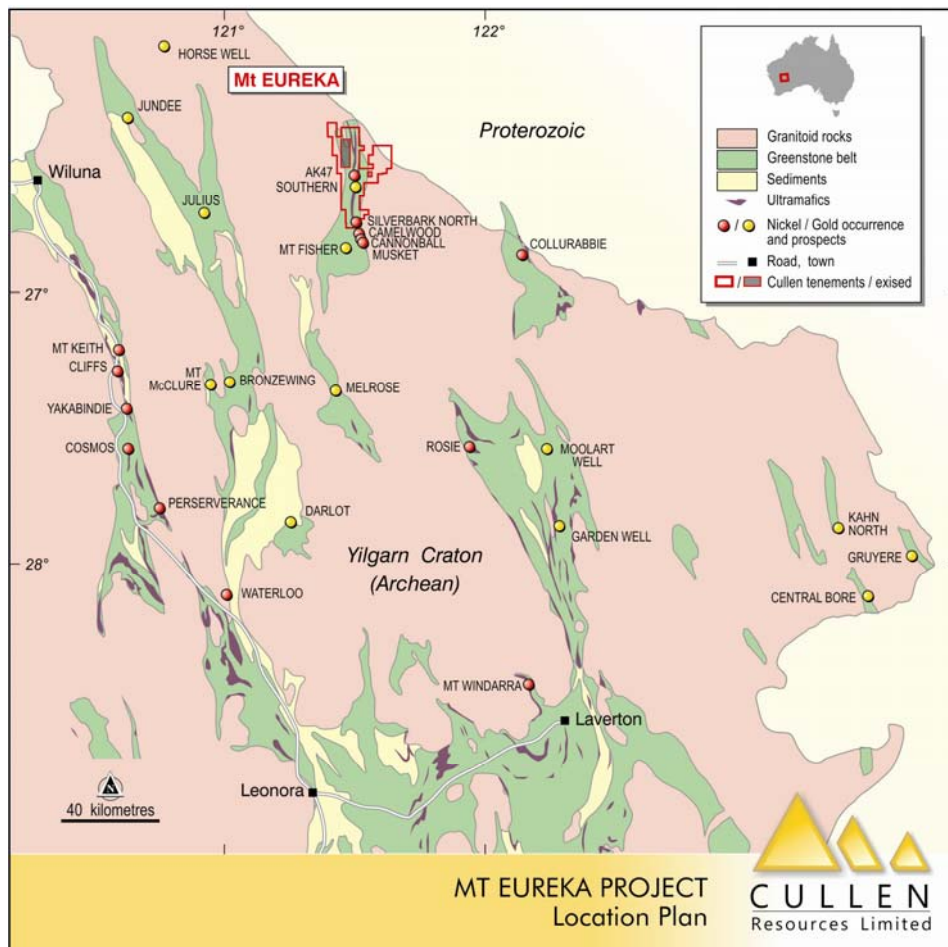 121°
122°
HORSE WELL
Mt EUREKA
JUNDEE
Proterozoic
Wiluna
AK47
SOUTHERN
JULIUS
SILVERBARK NORTH
CAMELWOOD
CANNONBALL
MUSKET
MT FISHER
COLLURABBIE
27°
MT KEITH
CLIFFS
MT
McCLURE
BRONZEWING
MELROSE
YAKABINDIE
COSMOS
ROSIE
MOOLART
WELL
PERSERVERANCE
DARLOT
GARDEN WELL
KAHN
NORTH
GRUYERE
28°
Yilgarn Craton
(Archean)
WATERLOO
CENTRAL BORE
MT WINDARRA
Laverton
Leonora
N
40 kilometres
Granitoid rocks
Greenstone belt
Sediments
Ultramafics
/ Nickel / Gold occurrence
and prospects
Road, town
/ Cullen tenements / exised
MT EUREKA PROJECT
Location Plan
CULLEN
Resources Limited